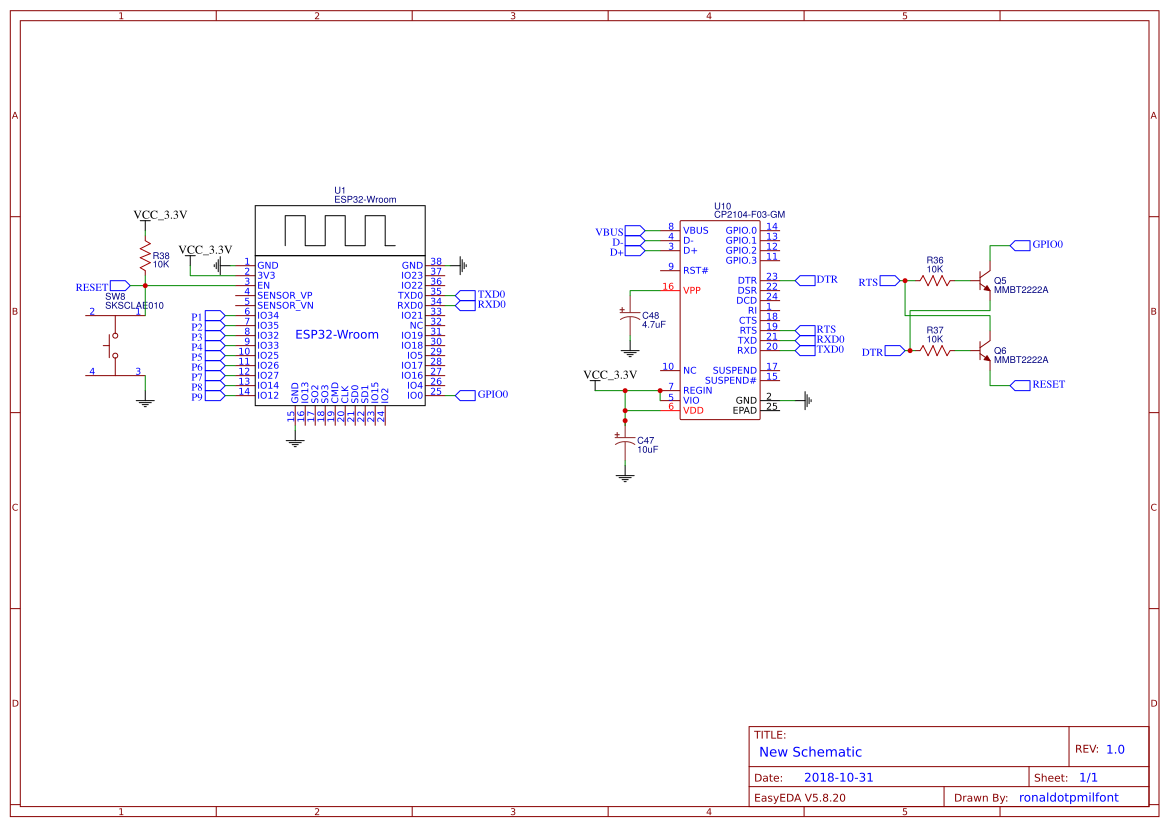 1 2 3 4 5
A A
B B
C C
D D
VCC_3.3V
R38
10K
VCC_3.3V
RESET
SW8
SKSCLAE010
2 1
4 3
U1
ESP32-Wroom
ESP32-Wroom
1 GND
2 3V3
3 EN
4 SENSOR_VP
5 SENSOR_VN
P1 6 IO34
P2 7 IO35
P3 8 IO32
P4 9 IO33
P5 10 IO25
P6 11 IO26
P7 12 IO27
P8 13 IO14
P9 14 IO12
GND 38
IO23 37
IO22 36
TXD0 35 TXD0
RXD0 34 RXD0
IO21 33
NC 32
IO19 31
IO18 30
IO5 29
IO17 28
IO16 27
IO4 26
IO0 25 GPIO0
GND 15
IO13 16
SO2 17
SO3 18
CMD 19
CLK 20
SD0 21
SD1 22
IO15 23
IO2 24
U10
CP2104-F03-GM
VBUS 8 VBUS
D- 4 D-
D+ 3 D+
9 RST#
16 VPP
+
C48
4.7uF
10 NC
VCC_3.3V
7 REGIN
5 VIO
6 VDD
+
C47
10uF
GPIO.0 14
GPIO.1 13
GPIO.2 12
GPIO.3 11
DTR 23 DTR
DSR 22
DCD 24
RI 1
CTS 18
RTS 19 RTS
TXD 21 RXD0
RXD 20 TXD0
SUSPEND 17
SUSPEND# 15
GND 2
EPAD 25
RTS
R36
10K
Q5
MMBT2222A
GPIO0
DTR
R37
10K
Q6
MMBT2222A
RESET
TITLE:
New Schematic
REV: 1.0
Date: 2018-10-31
Sheet: 1/1
EasyEDA V5.8.20
Drawn By: ronaldotpmilfont
1 2 3 4 5